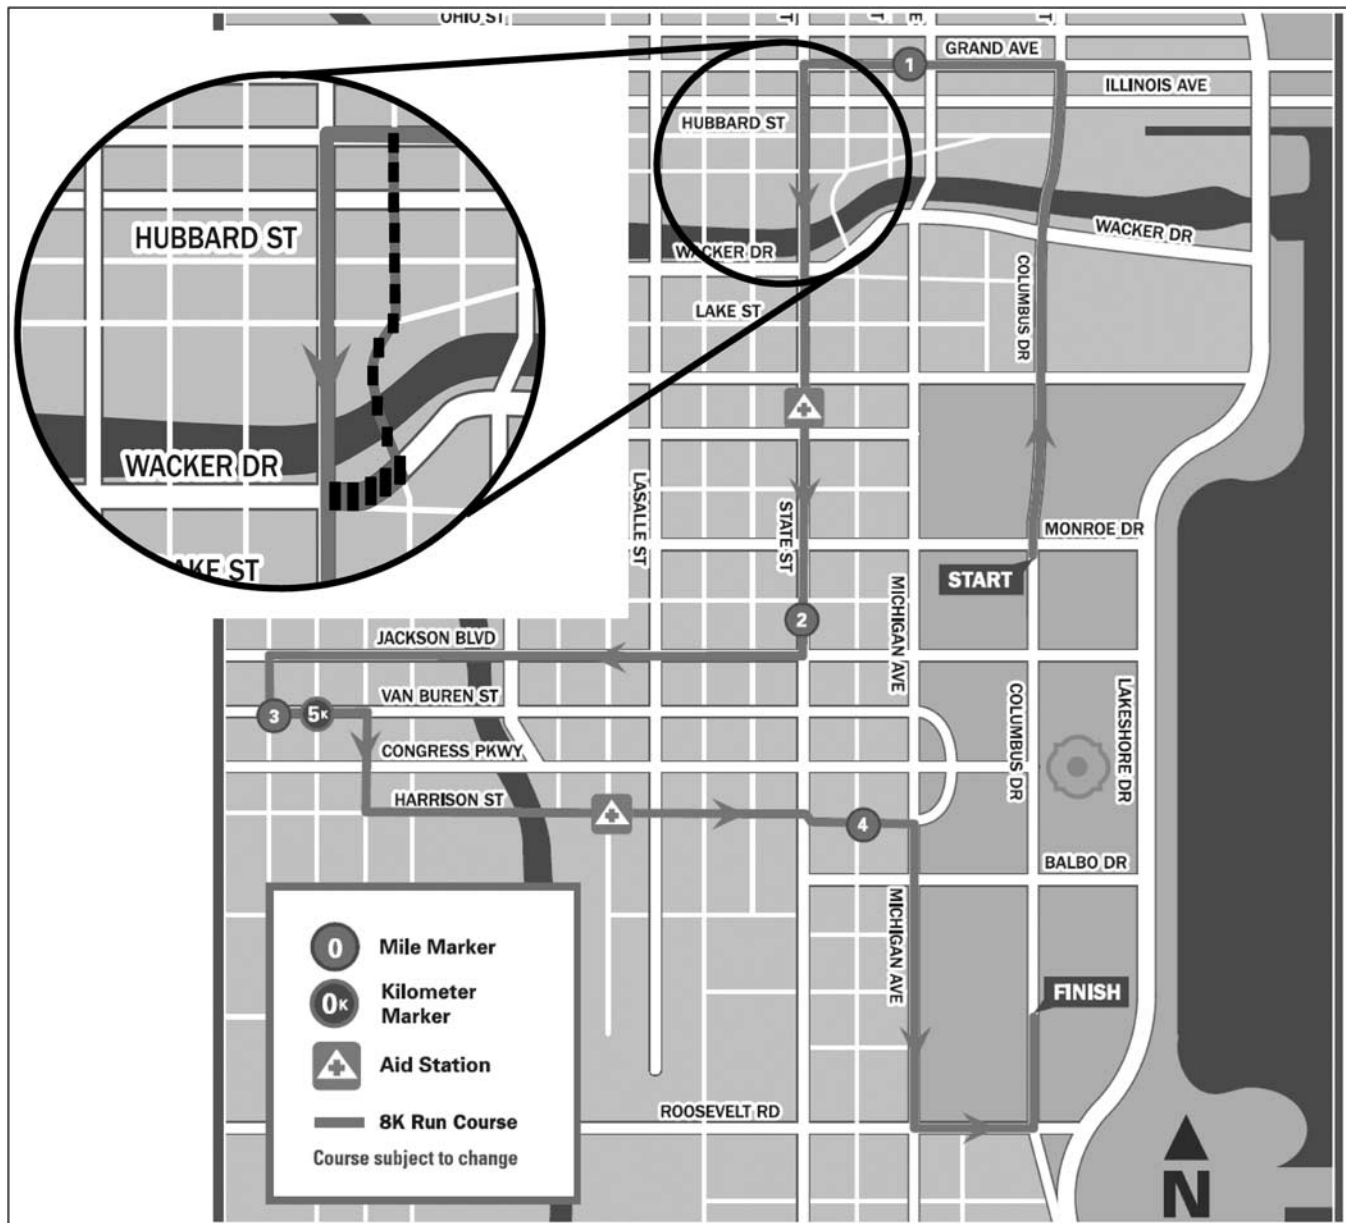 OHIO ST
GRAND AVE
1
ILLINOIS AVE
HUBBARD ST
HUBBARD ST
WACKER DR
WACKER DR
COLUMBUS DR
LAKE ST
WACKER DR
LASALLE ST
STATE ST
MONROE DR
START
MICHIGAN AVE
2
JACKSON BLVD
VAN BUREN ST
3
5K
COLUMBUS DR
LAKESHORE DR
CONGRESS PKWY
HARRISON ST
4
BALBO DR
MICHIGAN AVE
FINISH
ROOSEVELT RD
0 Mile Marker
0K Kilometer
Marker
Aid Station
8K Run Course
Course subject to change
N